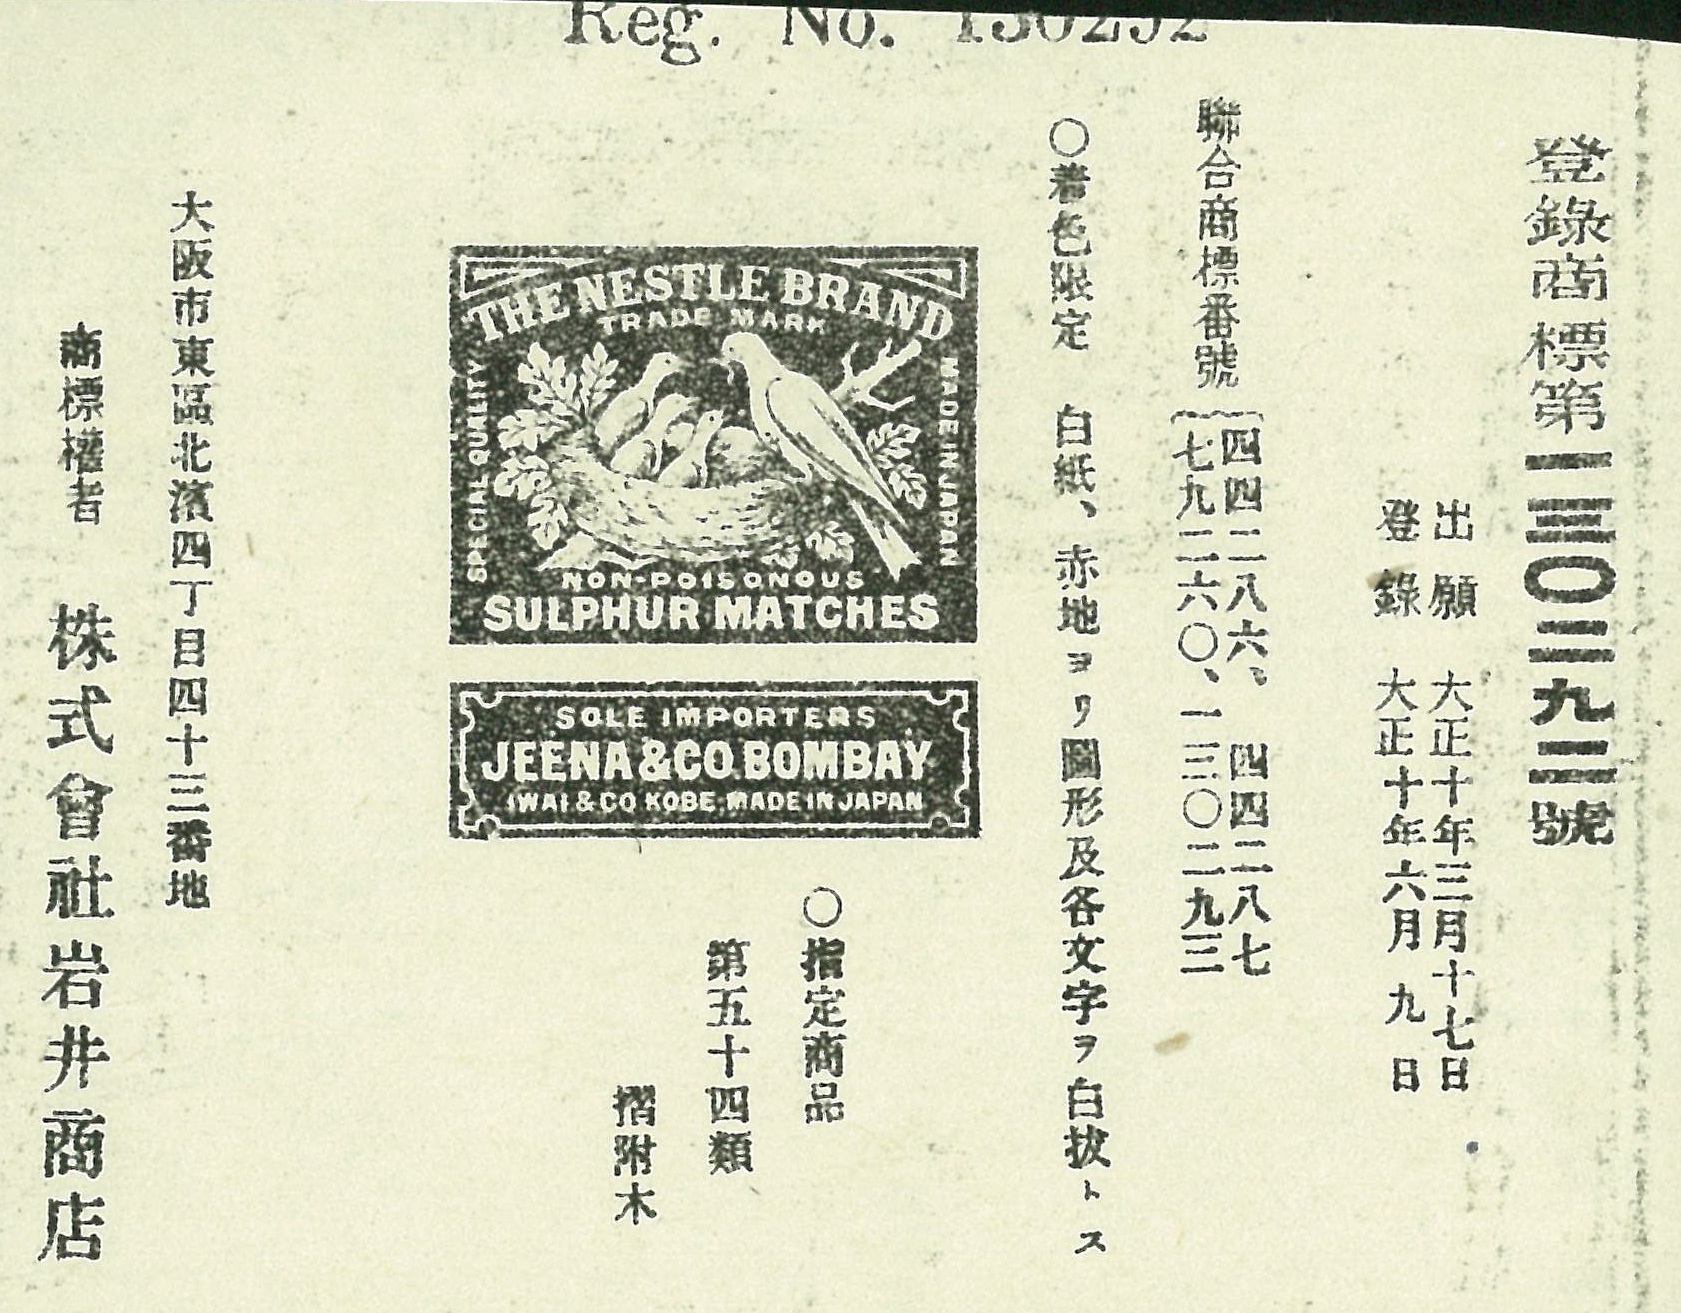 Reg. No. 130292
登錄商標第一三〇二九二號
出願 大正十年三月十七日
登錄 大正十年六月九日
聯合商標番號
四四二八六、四四二八七
七九二六〇、一三〇二九三
〇着色限定 白紙、赤地ヨリ圖形及各文字ヲ白拔トス
THE NESTLE BRAND
TRADE MARK
SPECIAL QUALITY
MADE IN JAPAN
NON-POISONOUS
SULPHUR MATCHES
SOLE IMPORTERS
JEENA & CO. BOMBAY
IWAI & CO KOBE. MADE IN JAPAN
〇指定商品
第五十四類
摺附木
大阪市東區北濱四丁目四十三番地
商標權者 株式會社岩井商店